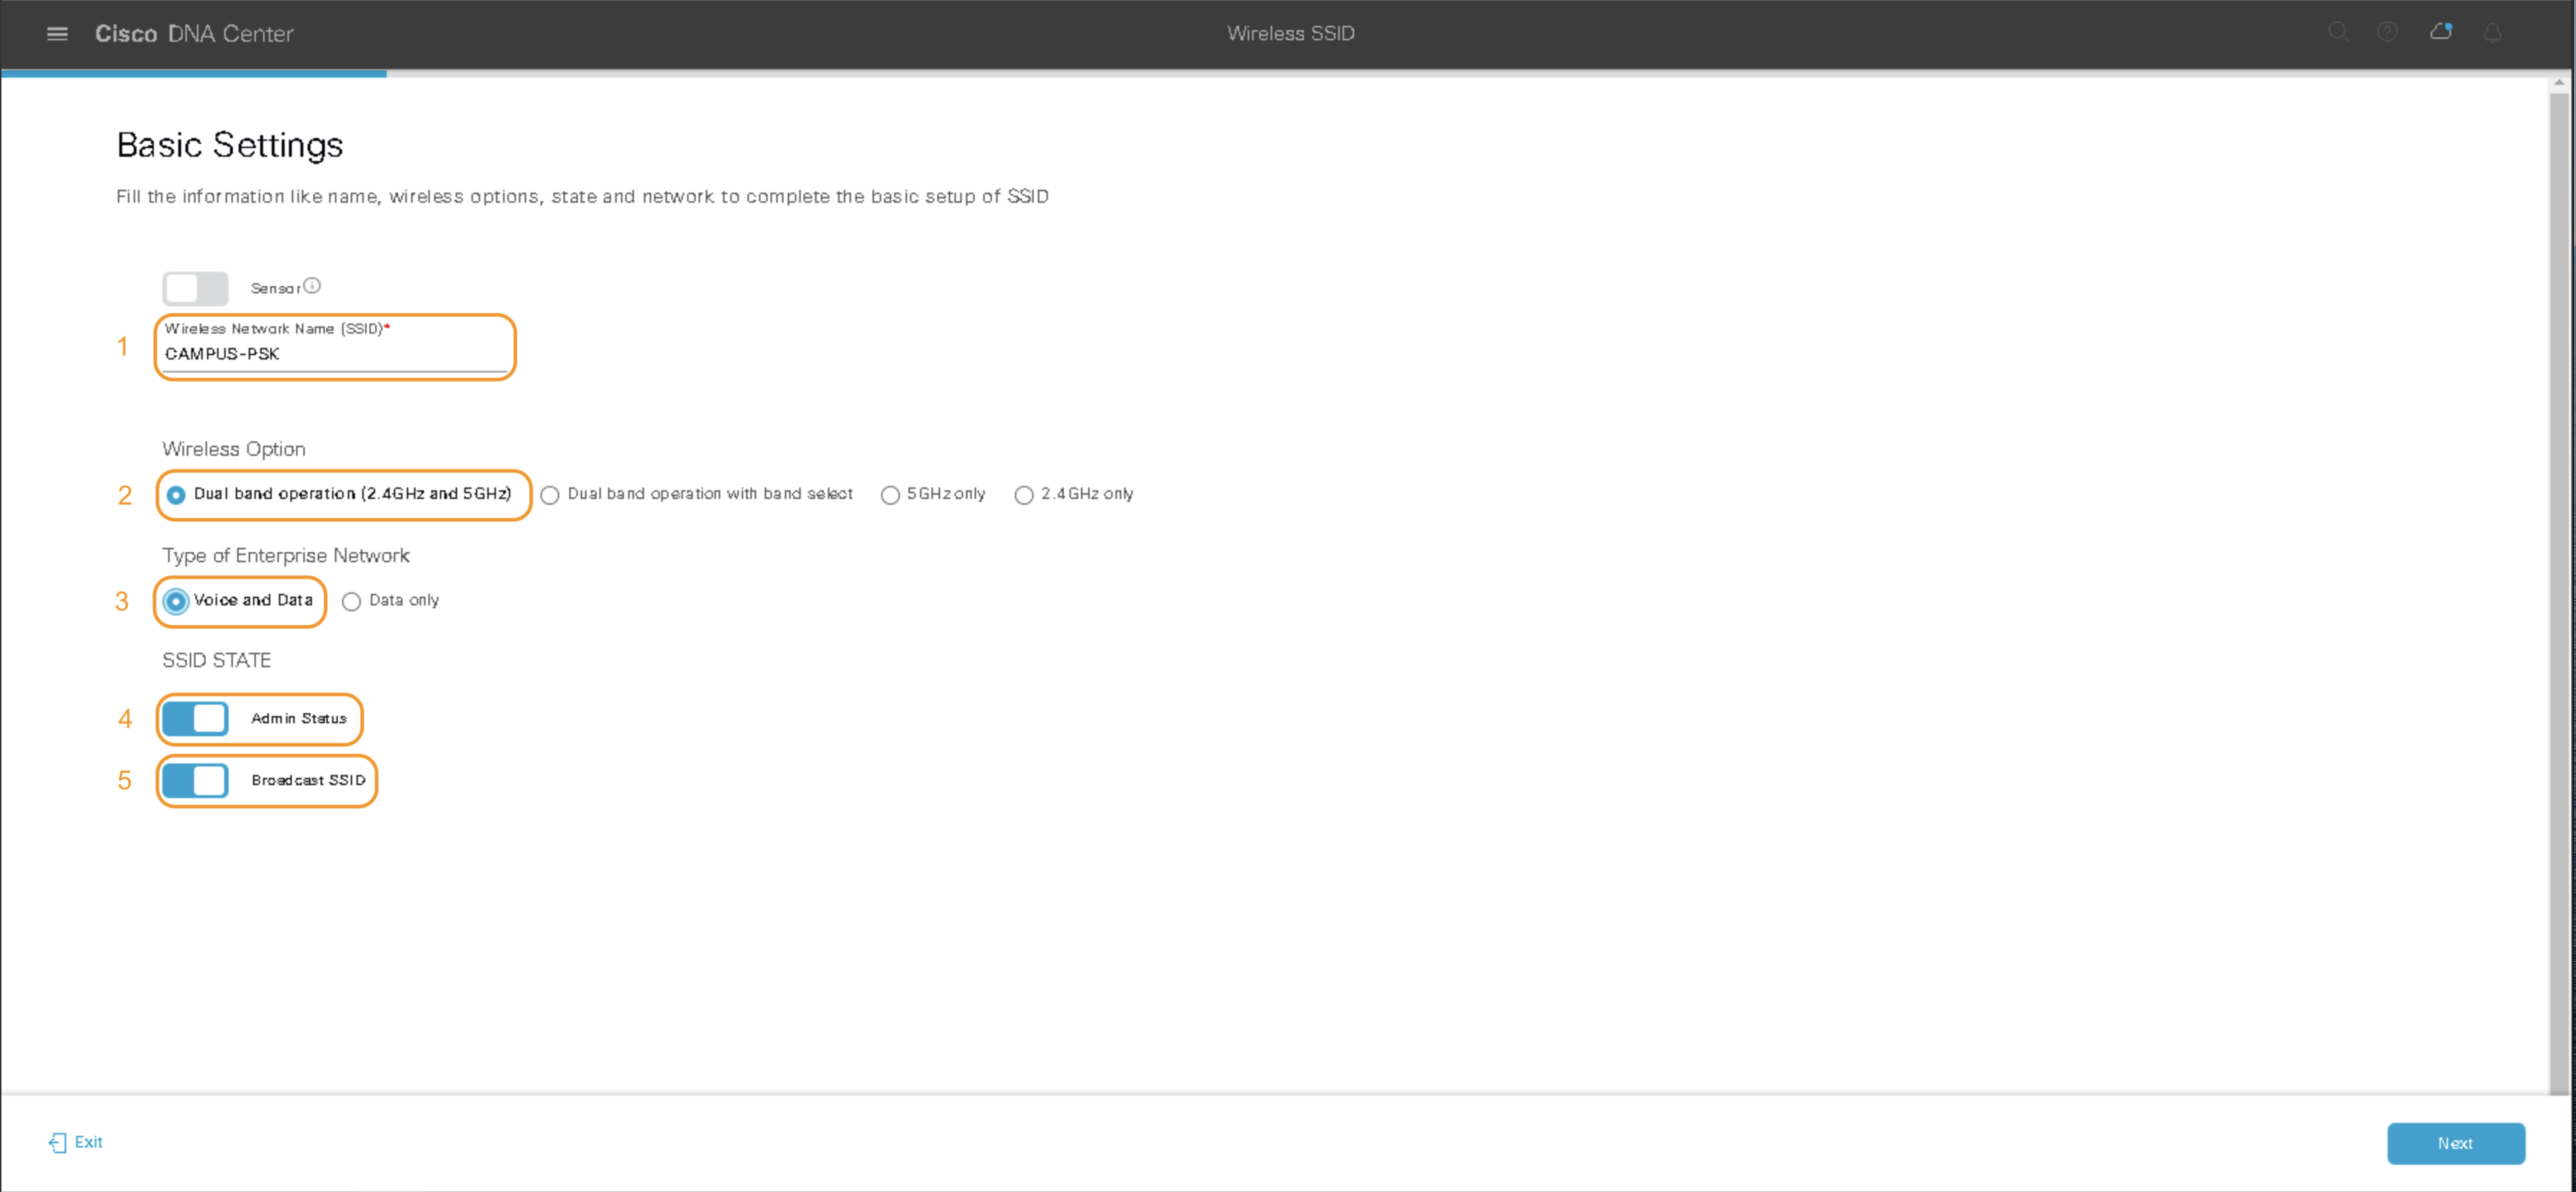 Cisco DNA Center
Wireless SSID
Basic Settings
Fill the information like name, wireless options, state and network to complete the basic setup of SSID
Sensor
1
Wireless Network Name (SSID)*
CAMPUS-PSK
Wireless Option
2 Dual band operation (2.4GHz and 5GHz) Dual band operation with band select 5GHz only 2.4GHz only
Type of Enterprise Network
3 Voice and Data Data only
SSID STATE
4 Admin Status
5 Broadcast SSID
Exit
Next